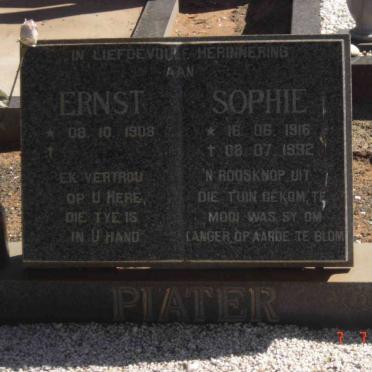 IN LIEFDEVOLLE HERINNERING
AAN
ERNST
* 08. 10. 1909
†
EK VERTROU
OP U HERE,
DIE TYE IS
IN U HAND
SOPHIE
* 16. 06. 1916
† 08. 07. 1992
'N ROOSKNOP UIT
DIE TUIN GEKOM, TE
MOOI WAS SY OM
LANGER OP AARDE TE BLOM
PIATER